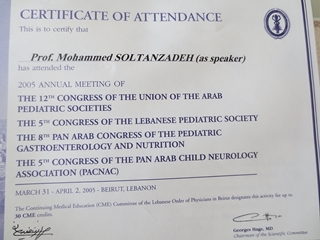 CERTIFICATE OF ATTENDANCE
This is to certify that
Prof. Mohammed SOLTANZADEH (as speaker)
has attended the
2005 ANNUAL MEETING OF
THE 12TH CONGRESS OF THE UNION OF THE ARAB
PEDIATRIC SOCIETIES
THE 5TH CONGRESS OF THE LEBANESE PEDIATRIC SOCIETY
THE 8TH PAN ARAB CONGRESS OF THE PEDIATRIC
GASTROENTEROLOGY AND NUTRITION
THE 5TH CONGRESS OF THE PAN ARAB CHILD NEUROLOGY
ASSOCIATION (PACNAC)
MARCH 31 - APRIL 2, 2005 - BEIRUT, LEBANON
The Continuing Medical Education (CME) Committee of the Lebanese Order of Physicians in Beirut designates this activity for up to
30 CME credits.
Georges Hage, MD
Chairman of the Scientific Committee